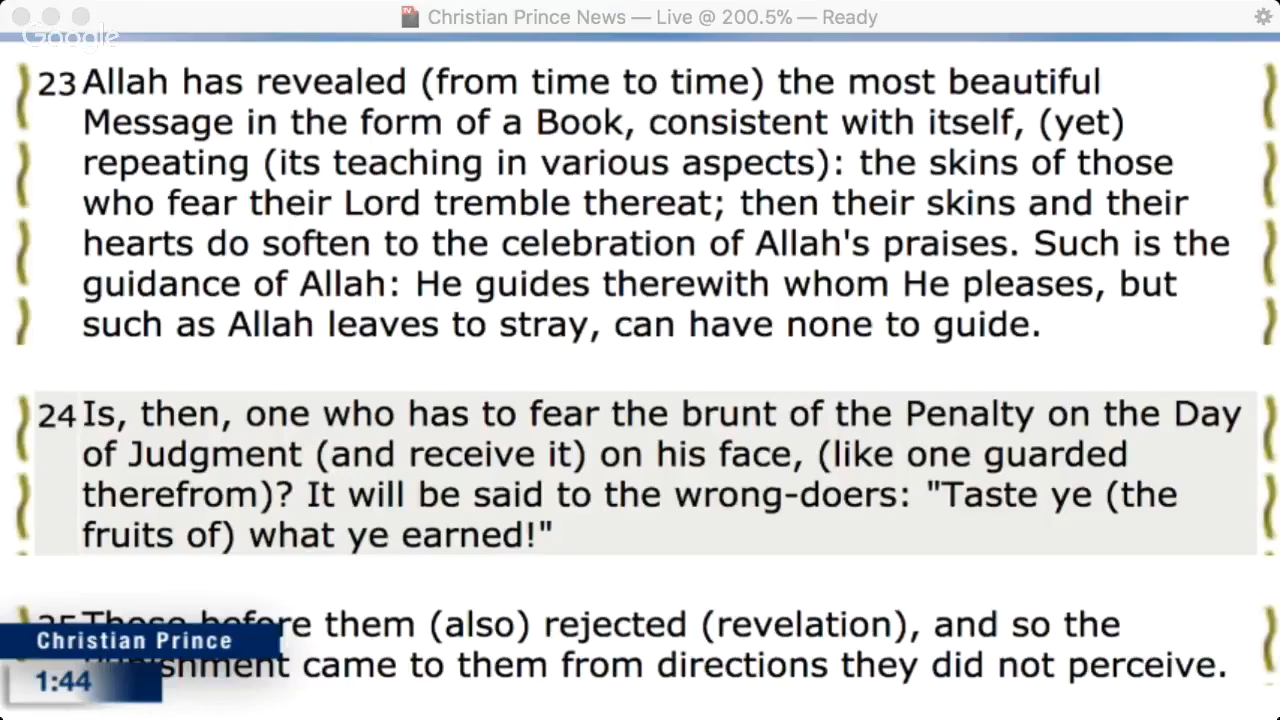 Christian Prince News — Live @ 200.5% — Ready
Google
23 Allah has revealed (from time to time) the most beautiful
Message in the form of a Book, consistent with itself, (yet)
repeating (its teaching in various aspects): the skins of those
who fear their Lord tremble thereat; then their skins and their
hearts do soften to the celebration of Allah's praises. Such is the
guidance of Allah: He guides therewith whom He pleases, but
such as Allah leaves to stray, can have none to guide.
24 Is, then, one who has to fear the brunt of the Penalty on the Day
of Judgment (and receive it) on his face, (like one guarded
therefrom)? It will be said to the wrong-doers: "Taste ye (the
fruits of) what ye earned!"
25 Those before them (also) rejected (revelation), and so the
punishment came to them from directions they did not perceive.
Christian Prince
1:44